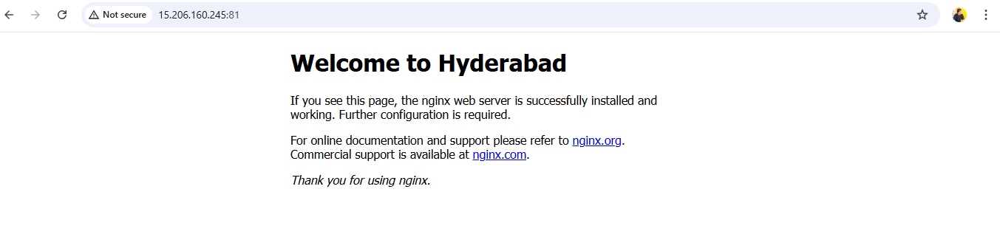 Not secure 15.206.160.245:81
Welcome to Hyderabad
If you see this page, the nginx web server is successfully installed and
working. Further configuration is required.
For online documentation and support please refer to nginx.org.
Commercial support is available at nginx.com.
Thank you for using nginx.